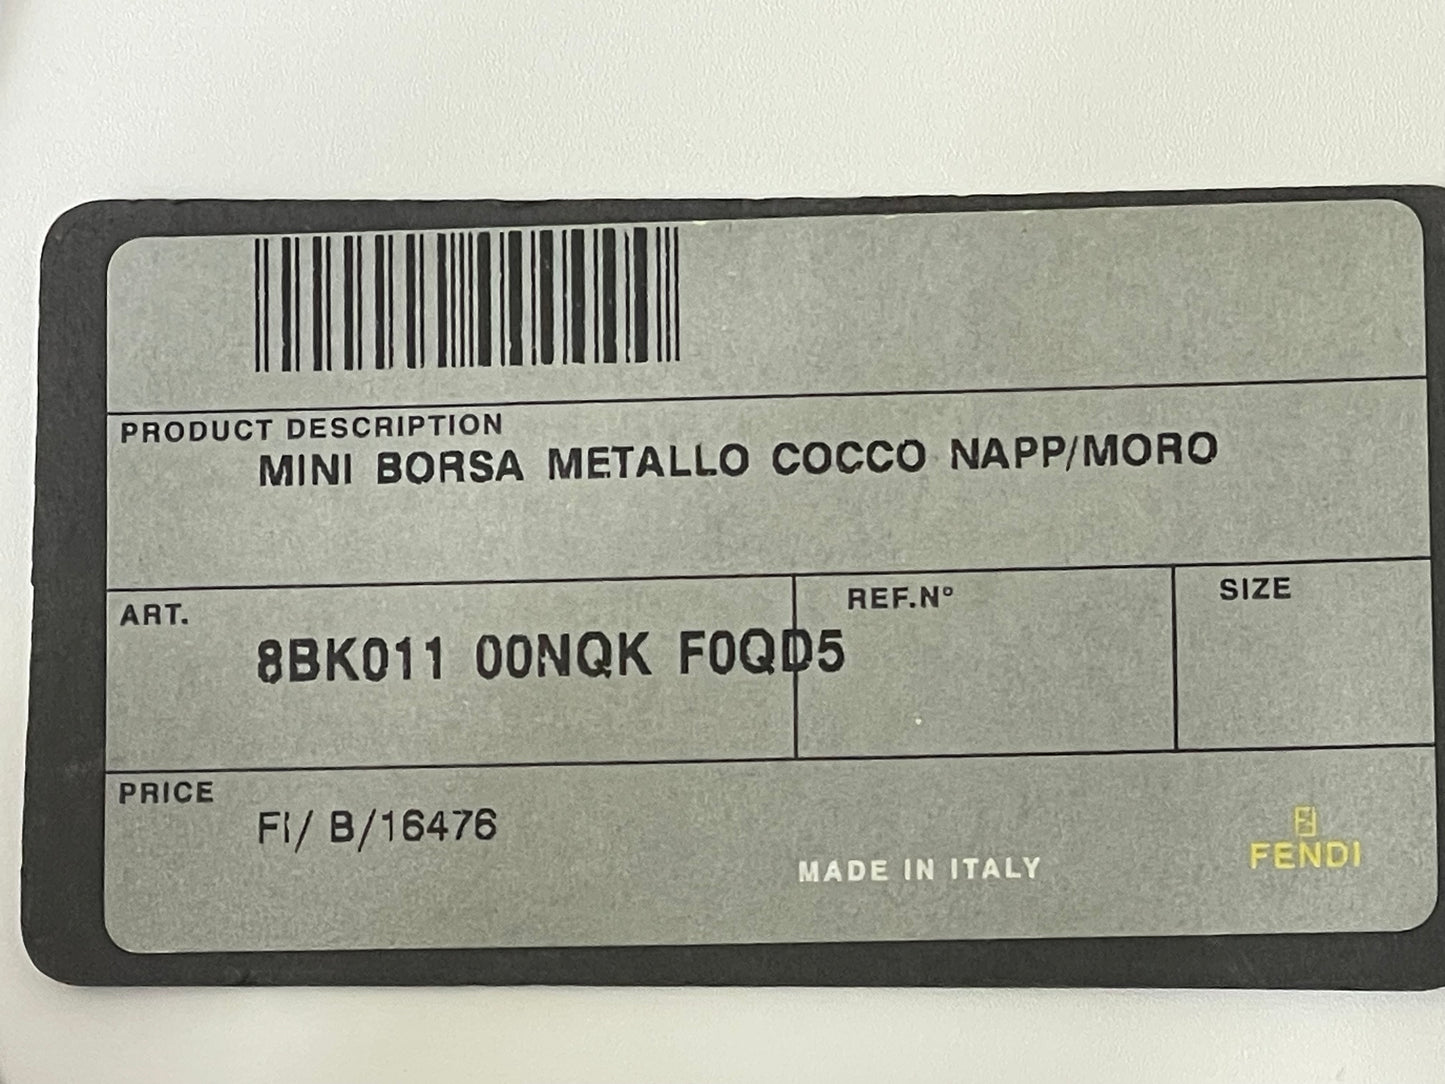 PRODUCT DESCRIPTION
MINI BORSA METALLO COCCO NAPP/MORO
ART.
8BK011 00NQK F0QD5
REF.Nº
SIZE
PRICE
FI/ B/16476
MADE IN ITALY
FENDI